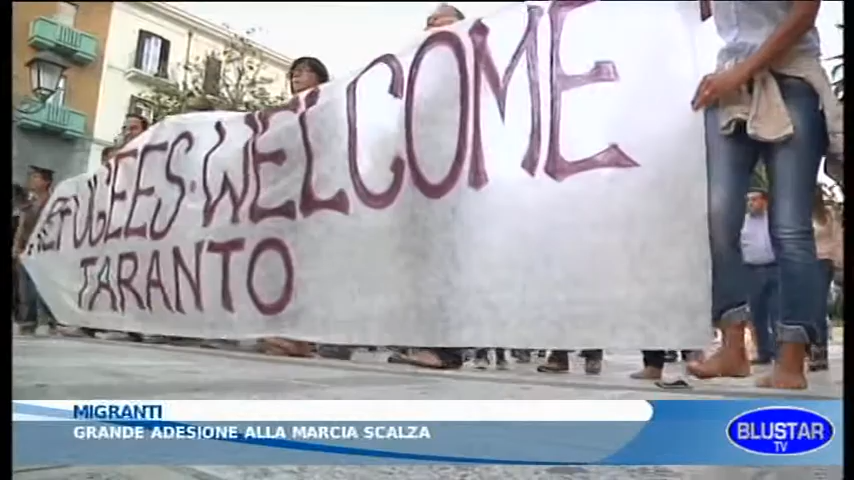 REFUGEES · WELCOME
TARANTO
MIGRANTI
GRANDE ADESIONE ALLA MARCIA SCALZA
BLUSTAR
TV